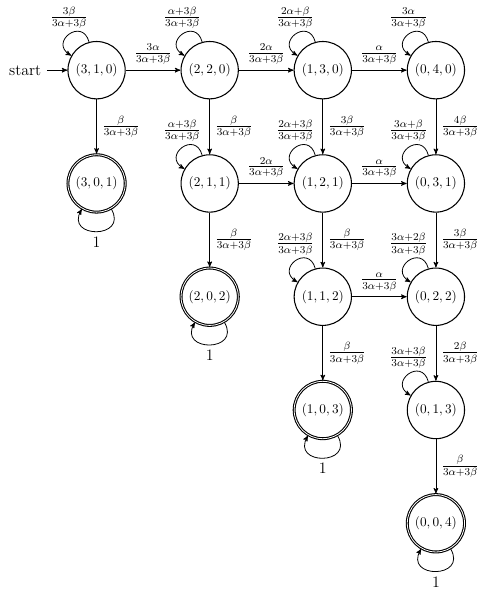 3β/3α+3β α+3β/3α+3β 2α+β/3α+3β 3α/3α+3β
3α/3α+3β 2α/3α+3β α/3α+3β
start (3, 1, 0) (2, 2, 0) (1, 3, 0) (0, 4, 0)
β/3α+3β α+3β/3α+3β β/3α+3β 2α+3β/3α+3β 3β/3α+3β 3α+β/3α+3β 4β/3α+3β
2α/3α+3β α/3α+3β
(3, 0, 1) (2, 1, 1) (1, 2, 1) (0, 3, 1)
1 β/3α+3β 2α+3β/3α+3β β/3α+3β 3α+2β/3α+3β 3β/3α+3β
α/3α+3β
(2, 0, 2) (1, 1, 2) (0, 2, 2)
1 β/3α+3β 3α+3β/3α+3β 2β/3α+3β
(1, 0, 3) (0, 1, 3)
1 β/3α+3β
(0, 0, 4)
1